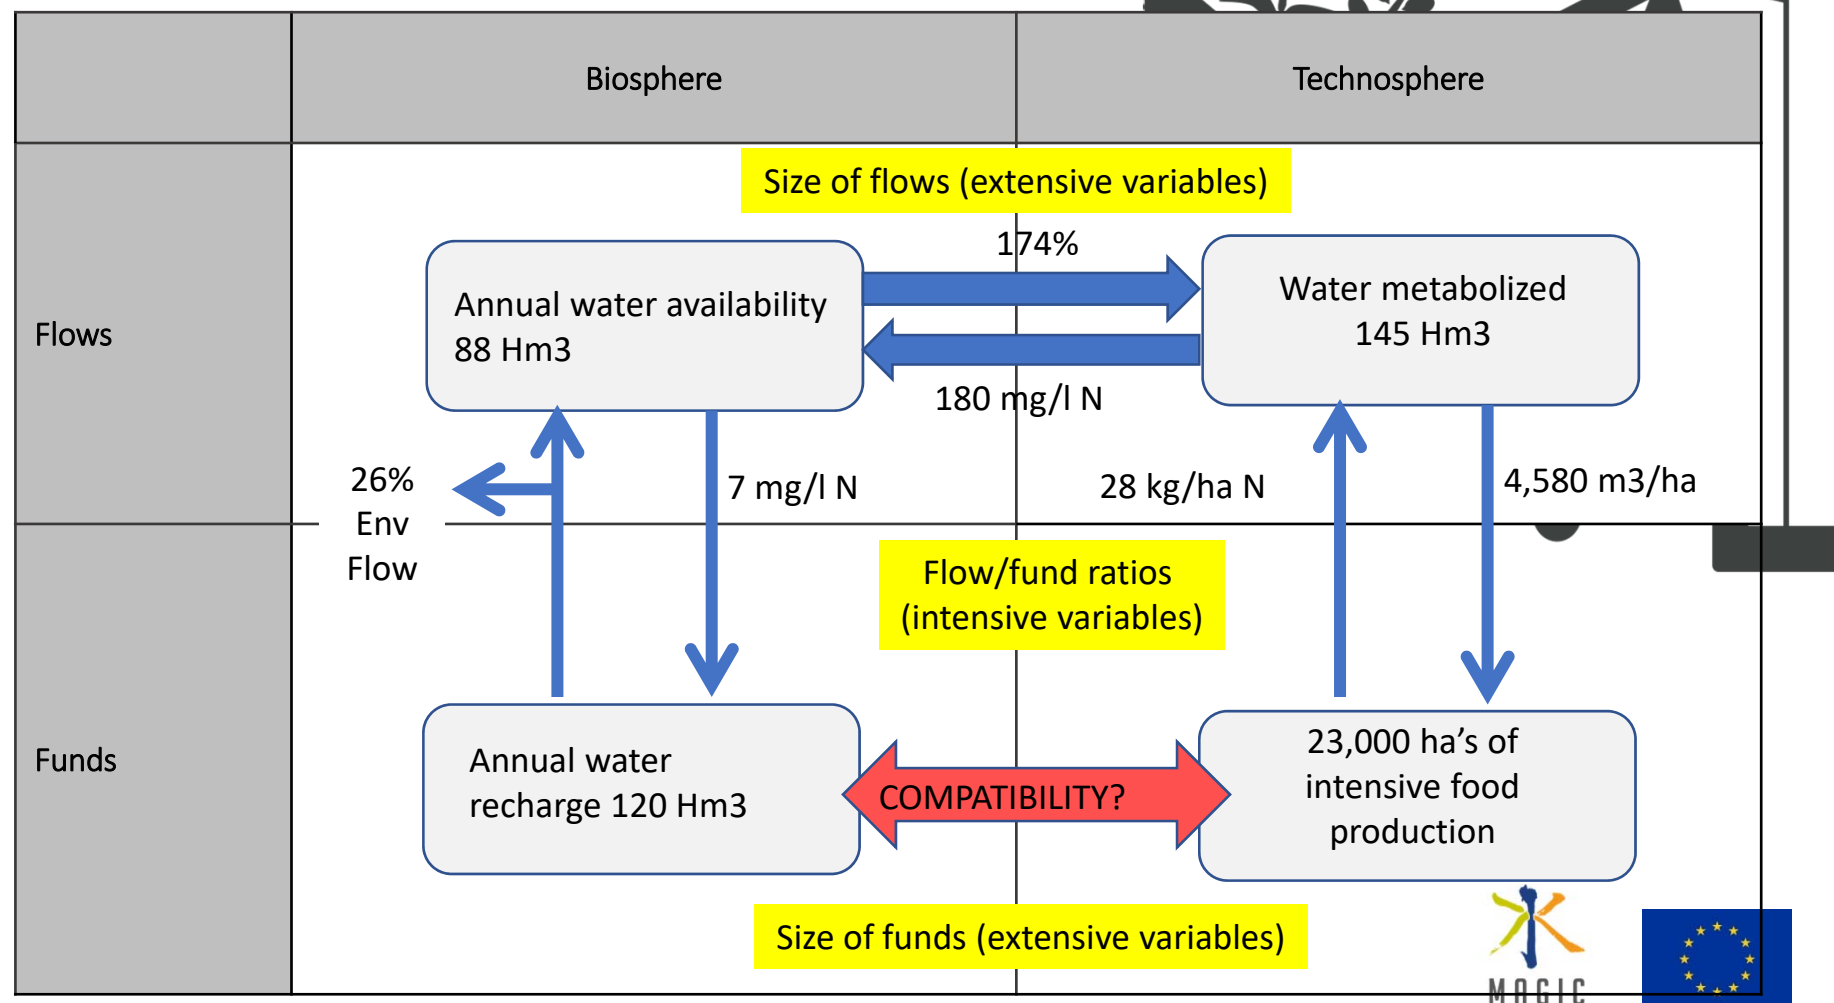 Biosphere
Technosphere
Flows
Size of flows (extensive variables)
174%
Annual water availability
88 Hm3
Water metabolized
145 Hm3
180 mg/l N
26%
Env
Flow
7 mg/l N
28 kg/ha N
4,580 m3/ha
Flow/fund ratios
(intensive variables)
Funds
Annual water
recharge 120 Hm3
COMPATIBILITY?
23,000 ha’s of
intensive food
production
Size of funds (extensive variables)
MAGIC